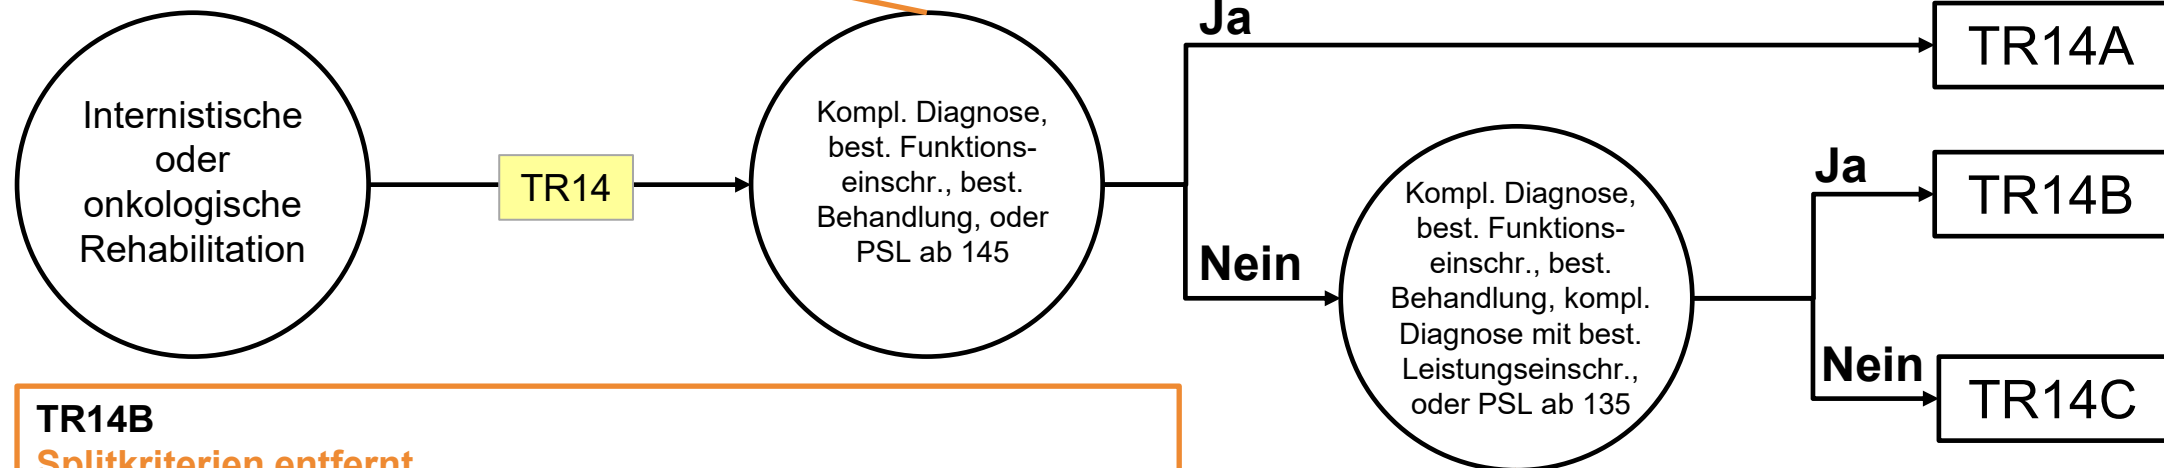 Internistische
oder
onkologische
Rehabilitation
TR14
Kompl. Diagnose,
best. Funktions-
einschr., best.
Behandlung, oder
PSL ab 145
Ja
TR14A
Nein
Kompl. Diagnose,
best. Funktions-
einschr., best.
Behandlung, kompl.
Diagnose mit best.
Leistungseinschr.,
oder PSL ab 135
Ja
TR14B
Nein
TR14C
TR14B
Splitkriterien entfernt